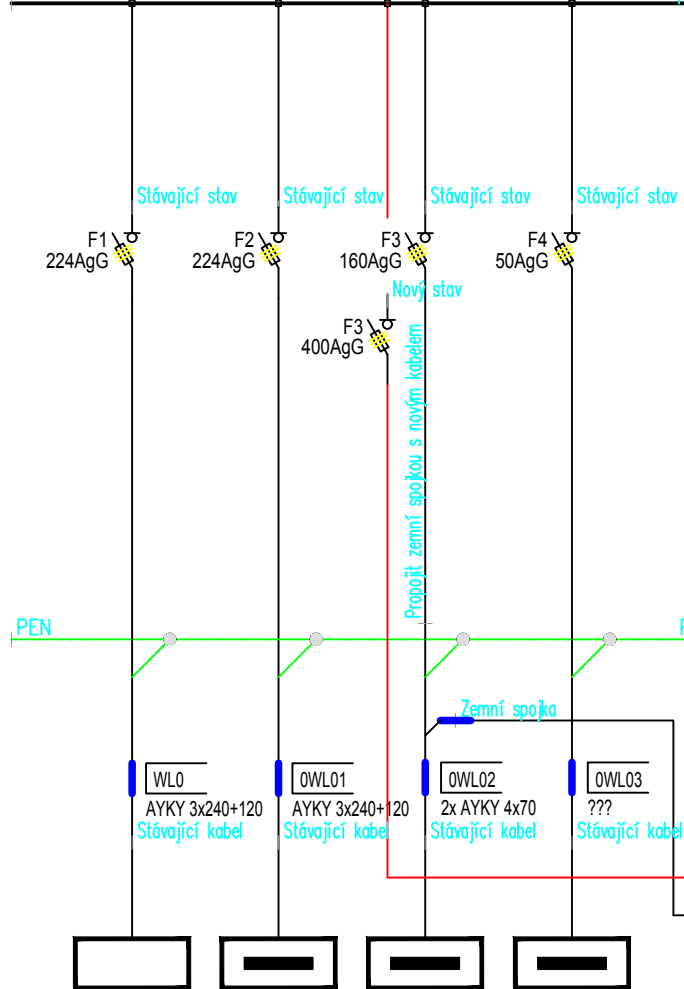 Stávající stav
Stávající stav
Stávající stav
Stávající stav
F1
224AgG
F2
224AgG
F3
160AgG
F4
50AgG
Nový stav
F3
400AgG
Propojit zemní spojkou s novým kabelem
PEN
Zemní spojka
WL0
AYKY 3x240+120
Stávající kabel
0WL01
AYKY 3x240+120
Stávající kabel
0WL02
2x AYKY 4x70
Stávající kabel
0WL03
???
Stávající kabel